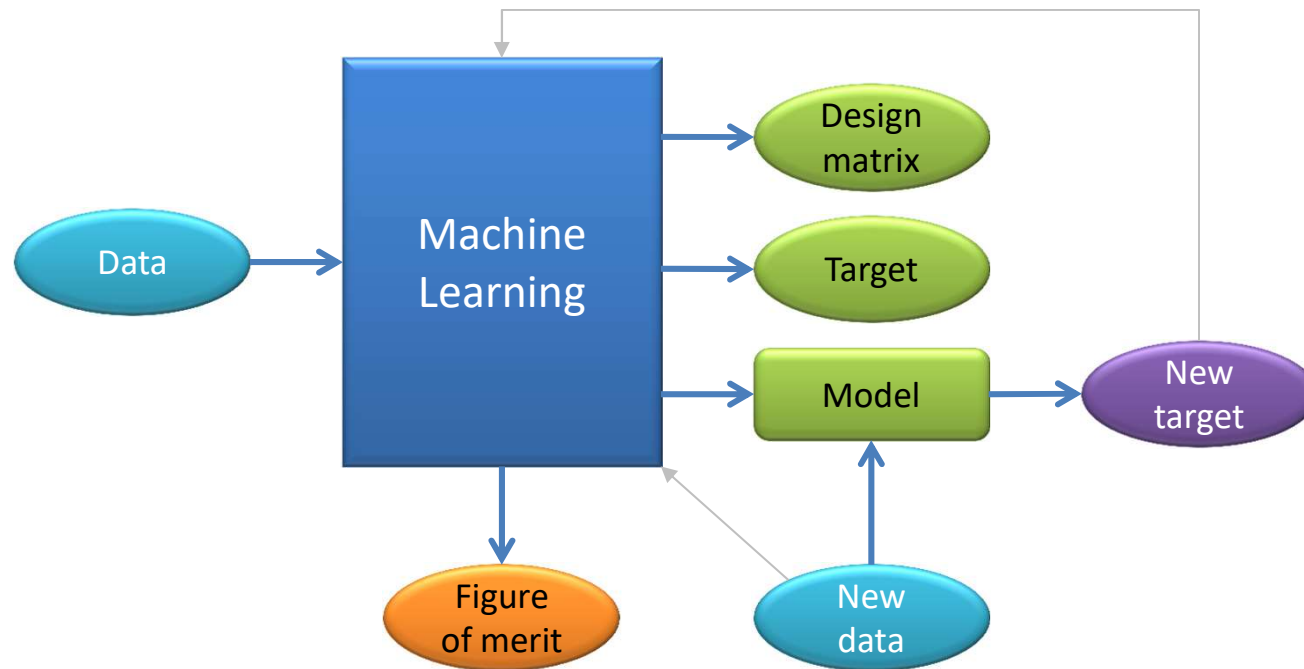 Design
matrix
Machine
Learning
Data
Target
Model
New
target
Figure
of merit
New
data